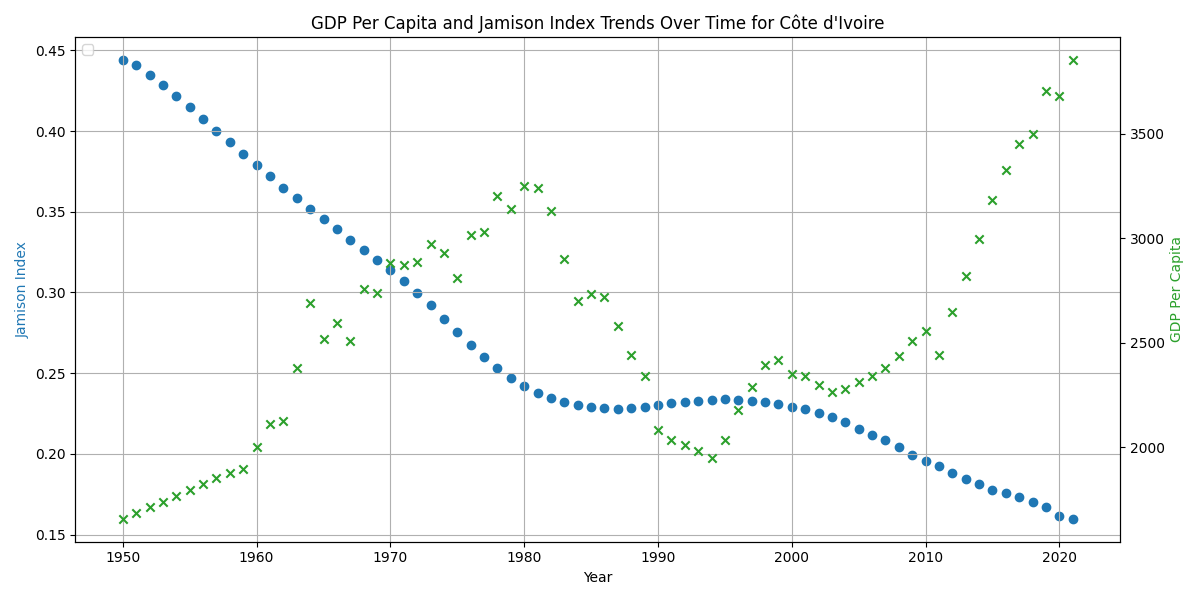 GDP Per Capita and Jamison Index Trends Over Time for Côte d'Ivoire
0.45
0.40
0.35
0.30
0.25
0.20
0.15
Jamison Index
3500
3000
2500
2000
GDP Per Capita
1950 1960 1970 1980 1990 2000 2010 2020
Year